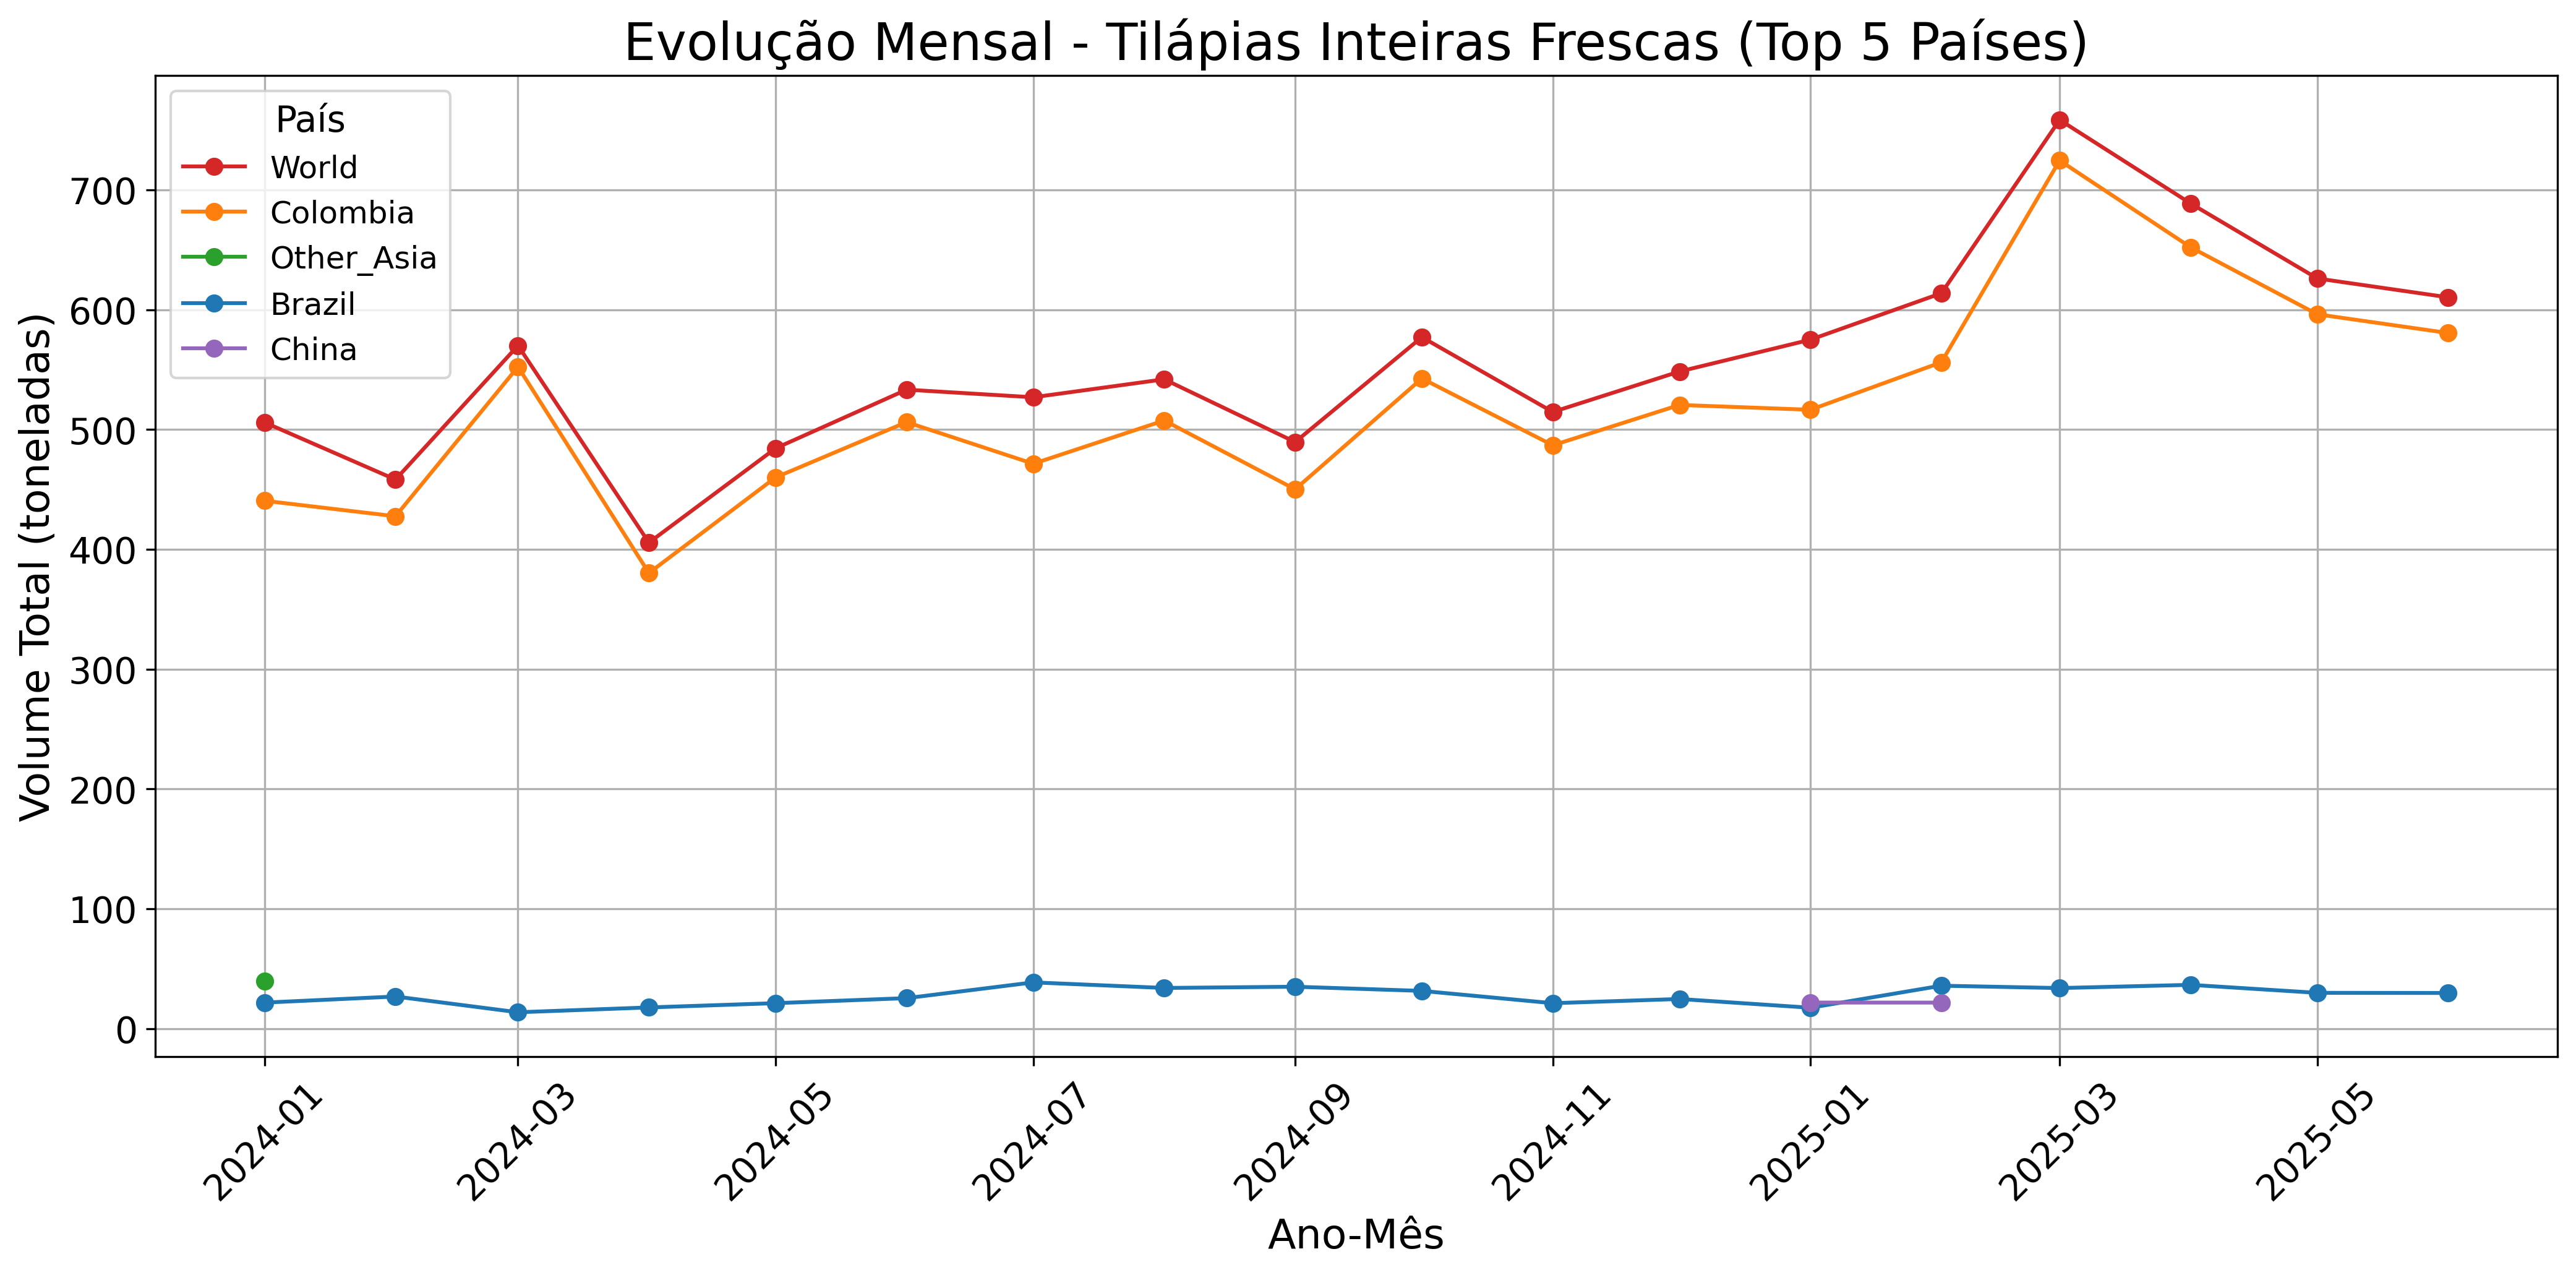 Evolução Mensal - Tilápias Inteiras Frescas (Top 5 Países)
País
World
Colombia
Other_Asia
Brazil
China
Volume Total (toneladas)
700
600
500
400
300
200
100
0
2024-01
2024-03
2024-05
2024-07
2024-09
2024-11
2025-01
2025-03
2025-05
Ano-Mês